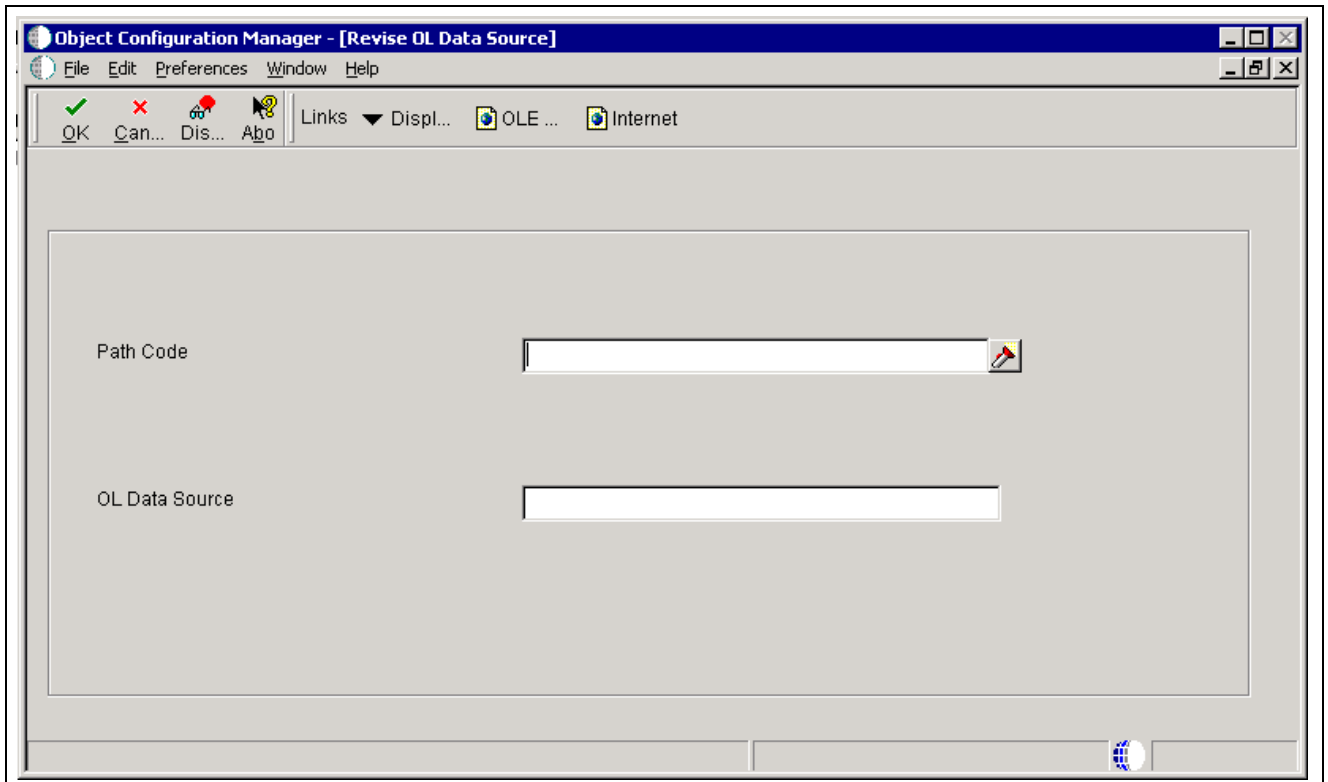 Object Configuration Manager - [Revise OL Data Source]
File Edit Preferences Window Help
OK Can... Dis... Abo Links Displ... OLE ... Internet
Path Code
OL Data Source